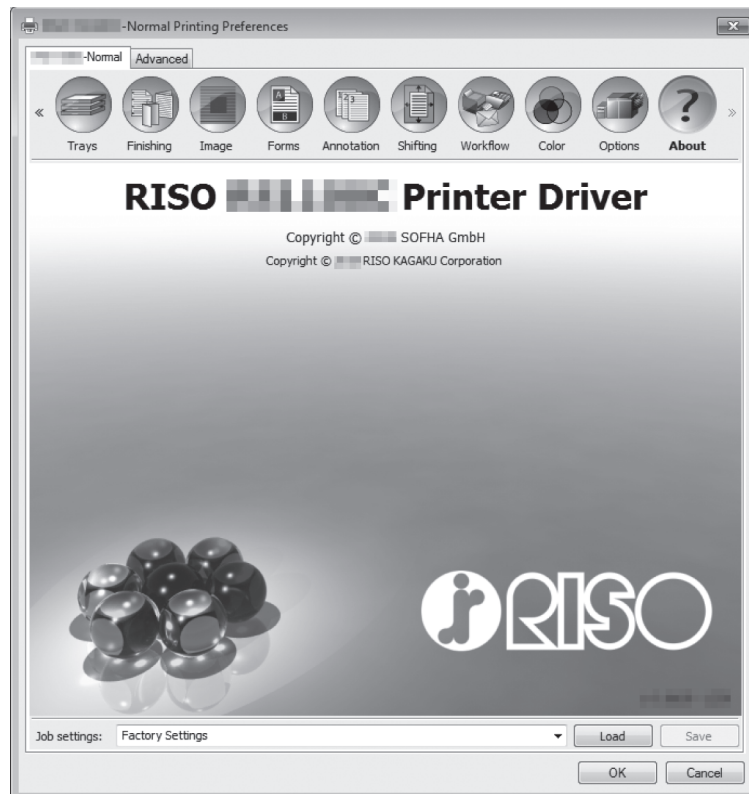 -Normal Printing Preferences
-Normal Advanced
« Trays Finishing Image Forms Annotation Shifting Workflow Color Options About »
RISO Printer Driver
Copyright © SOFHA GmbH
Copyright © RISO KAGAKU Corporation
RISO
Job settings: Factory Settings Load Save
OK Cancel